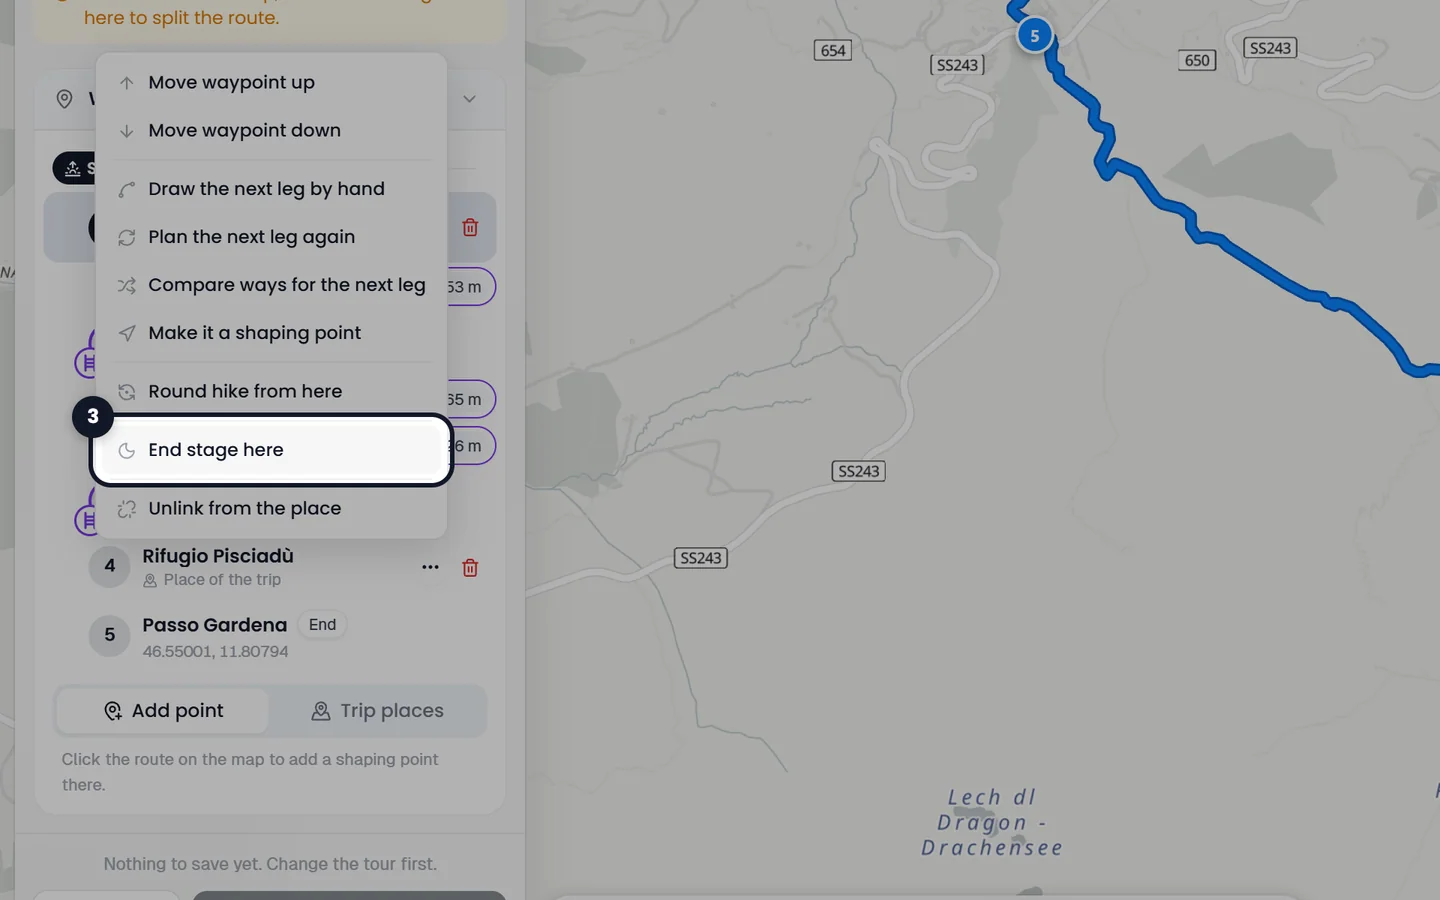 here to split the route.
Move waypoint up
Move waypoint down
Draw the next leg by hand
Plan the next leg again
53 m
Compare ways for the next leg
Make it a shaping point
Round hike from here
65 m
3
End stage here
6 m
Unlink from the place
4
Rifugio Pisciadù
Place of the trip
5
Passo Gardena
End
46.55001, 11.80794
Add point
Trip places
Click the route on the map to add a shaping point
there.
Nothing to save yet. Change the tour first.
5
654
SS243
650
SS243
SS243
SS243
Lech dl
Dragon -
Drachensee